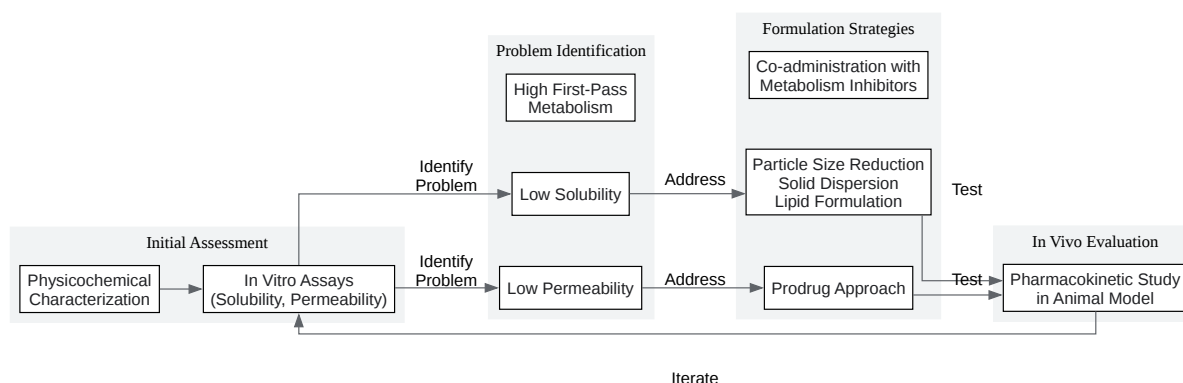 Formulation Strategies
Problem Identification
Co-administration with
Metabolism Inhibitors
High First-Pass
Metabolism
Identify
Problem
Low Solubility
Address
Particle Size Reduction
Solid Dispersion
Lipid Formulation
Test
Initial Assessment
In Vivo Evaluation
Physicochemical
Characterization
In Vitro Assays
(Solubility, Permeability)
Identify
Problem
Low Permeability
Address
Prodrug Approach
Test
Pharmacokinetic Study
in Animal Model
Iterate